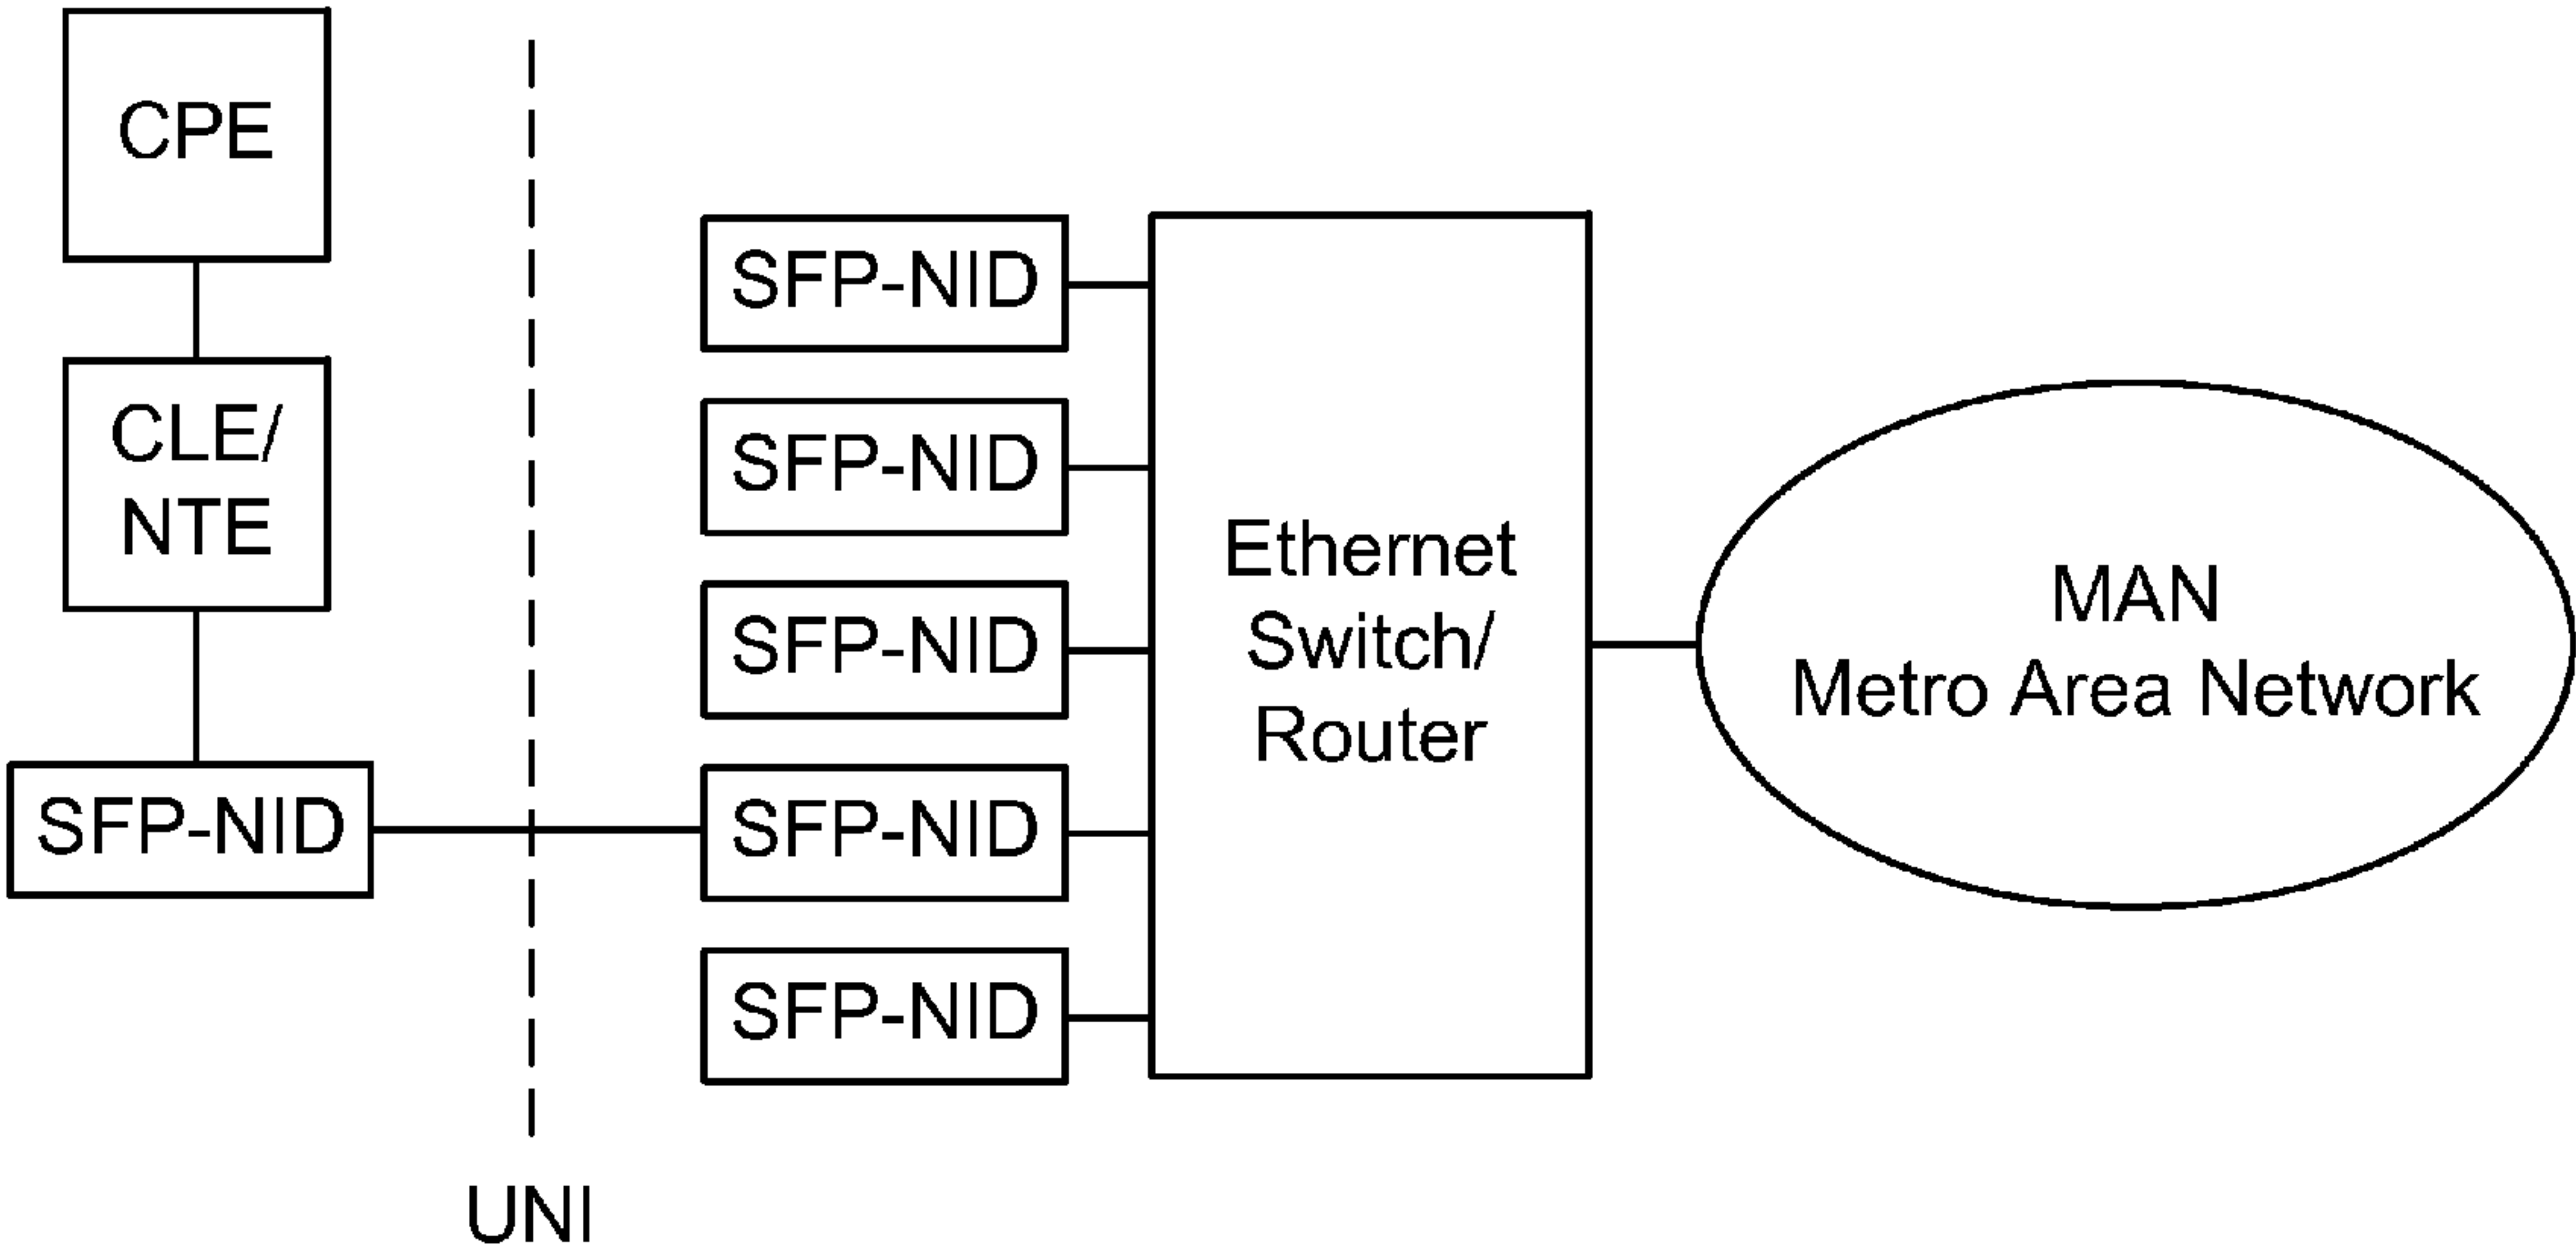 CPE
CLE/
NTE
SFP-NID
UNI
SFP-NID
SFP-NID
SFP-NID
SFP-NID
SFP-NID
Ethernet
Switch/
Router
MAN
Metro Area Network